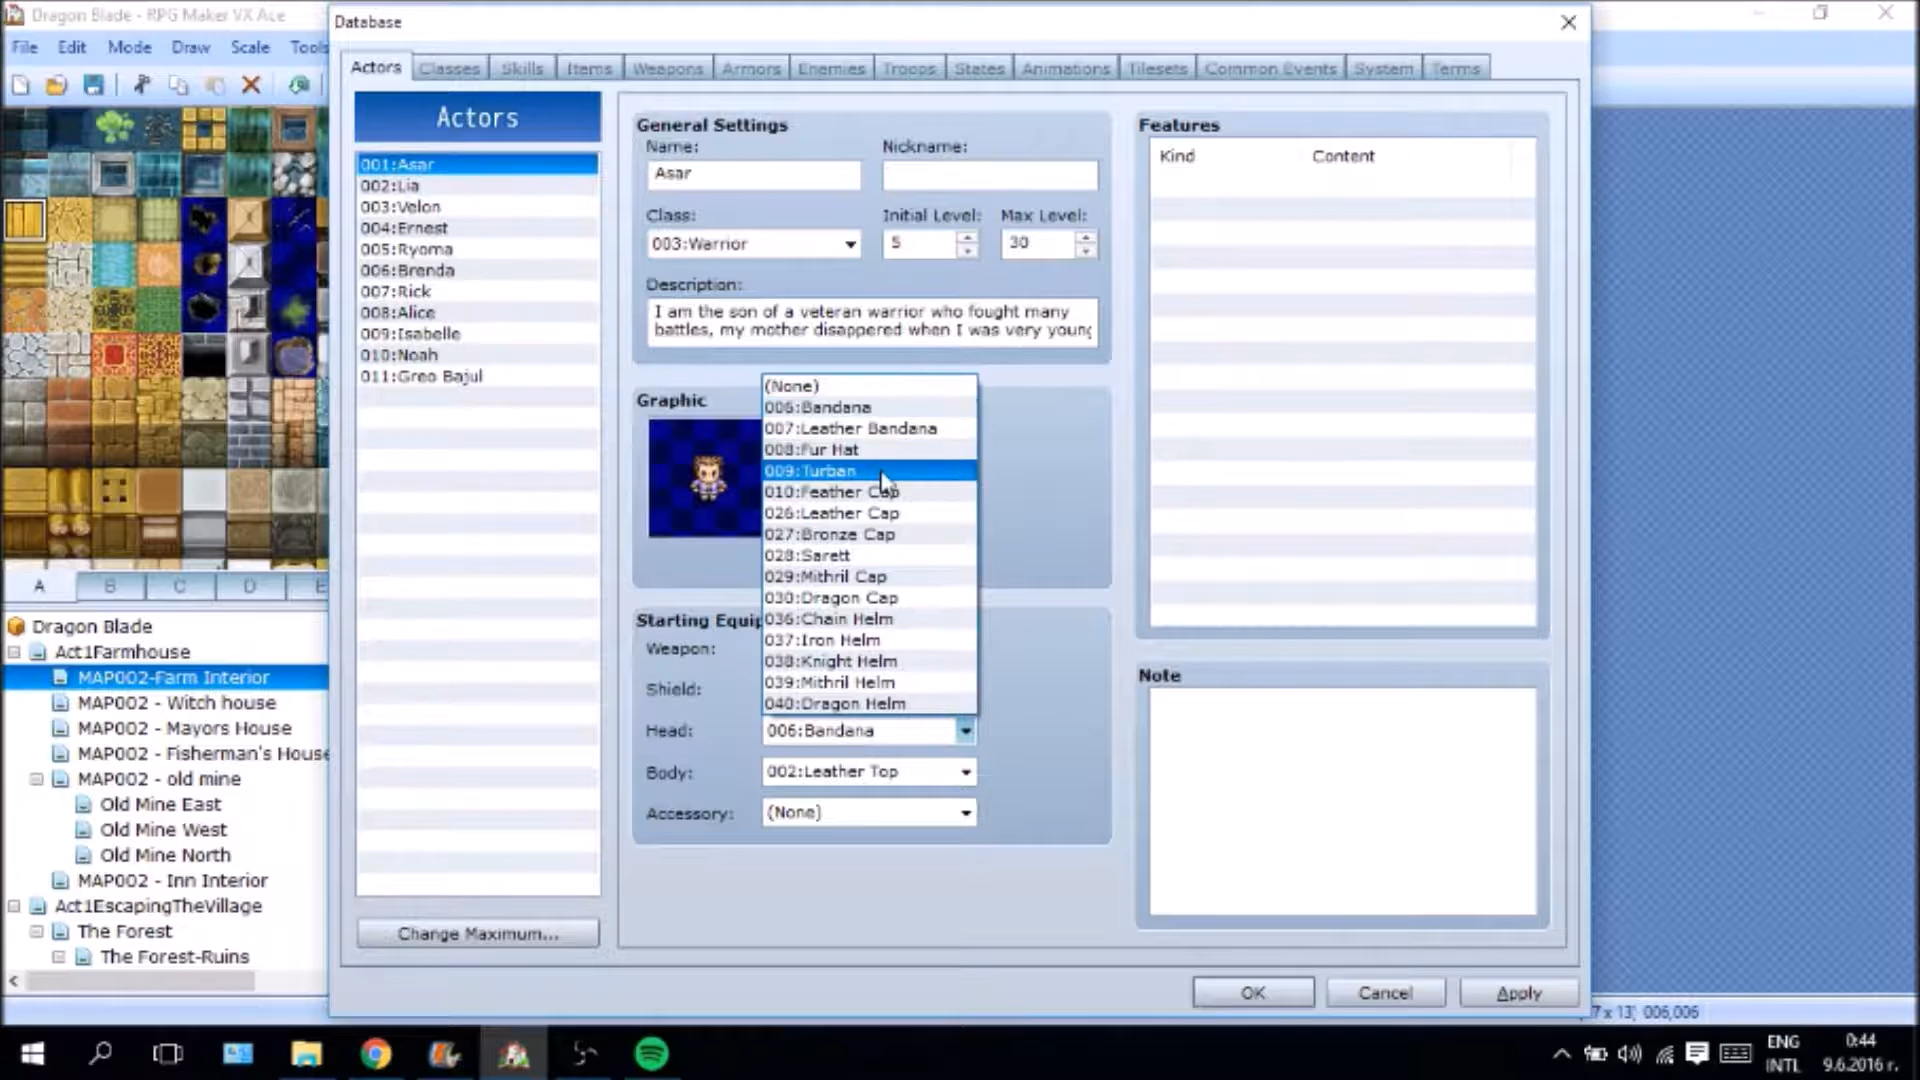 Dragon Blade - RPG Maker VX Ace
File Edit Mode Draw Scale Tools
A B C D E
Dragon Blade
Act1Farmhouse
MAP002-Farm Interior
MAP002 - Witch house
MAP002 - Mayors House
MAP002 - Fisherman's House
MAP002 - old mine
Old Mine East
Old Mine West
Old Mine North
MAP002 - Inn Interior
Act1EscapingTheVillage
The Forest
The Forest-Ruins
Database
Actors Classes Skills Items Weapons Armors Enemies Troops States Animations Tilesets Common Events System Terms
Actors
001:Asar
002:Lia
003:Velon
004:Ernest
005:Ryoma
006:Brenda
007:Rick
008:Alice
009:Isabelle
010:Noah
011:Greo Bajul
Change Maximum...
General Settings
Name: Nickname:
Asar
Class: Initial Level: Max Level:
003:Warrior 5 30
Description:
I am the son of a veteran warrior who fought many
battles, my mother disappered when I was very young
Graphic
(None)
006:Bandana
007:Leather Bandana
008:Fur Hat
009:Turban
010:Feather Cap
026:Leather Cap
027:Bronze Cap
028:Sarett
029:Mithril Cap
030:Dragon Cap
036:Chain Helm
037:Iron Helm
038:Knight Helm
039:Mithril Helm
040:Dragon Helm
Starting Equip
Weapon:
Shield:
Head: 006:Bandana
Body: 002:Leather Top
Accessory: (None)
Features
Kind Content
Note
OK Cancel Apply
7 x 13) 006,006
ENG
INTL
0:44
9.6.2016 г.